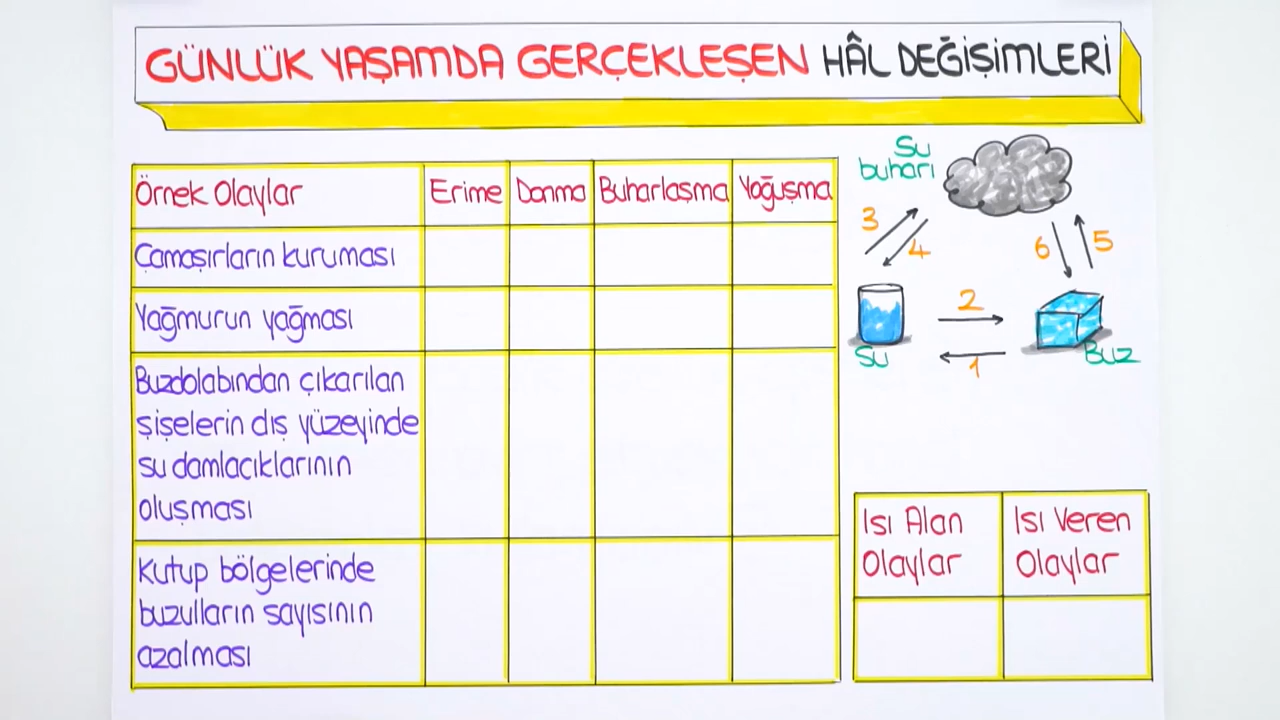 GÜNLÜK YAŞAMDA GERÇEKLEŞEN HÂL DEĞİŞİMLERİ
Örnek Olaylar Erime Donma Buharlaşma Yoğuşma
Çamaşırların kuruması
Yağmurun yağması
Buzdolabından çıkarılan
şişelerin dış yüzeyinde
su damlacıklarının
oluşması
Kutup bölgelerinde
buzulların sayısının
azalması
Su
buharı
3
4
6
5
2
1
Su
Buz
Isı Alan
Olaylar
Isı Veren
Olaylar